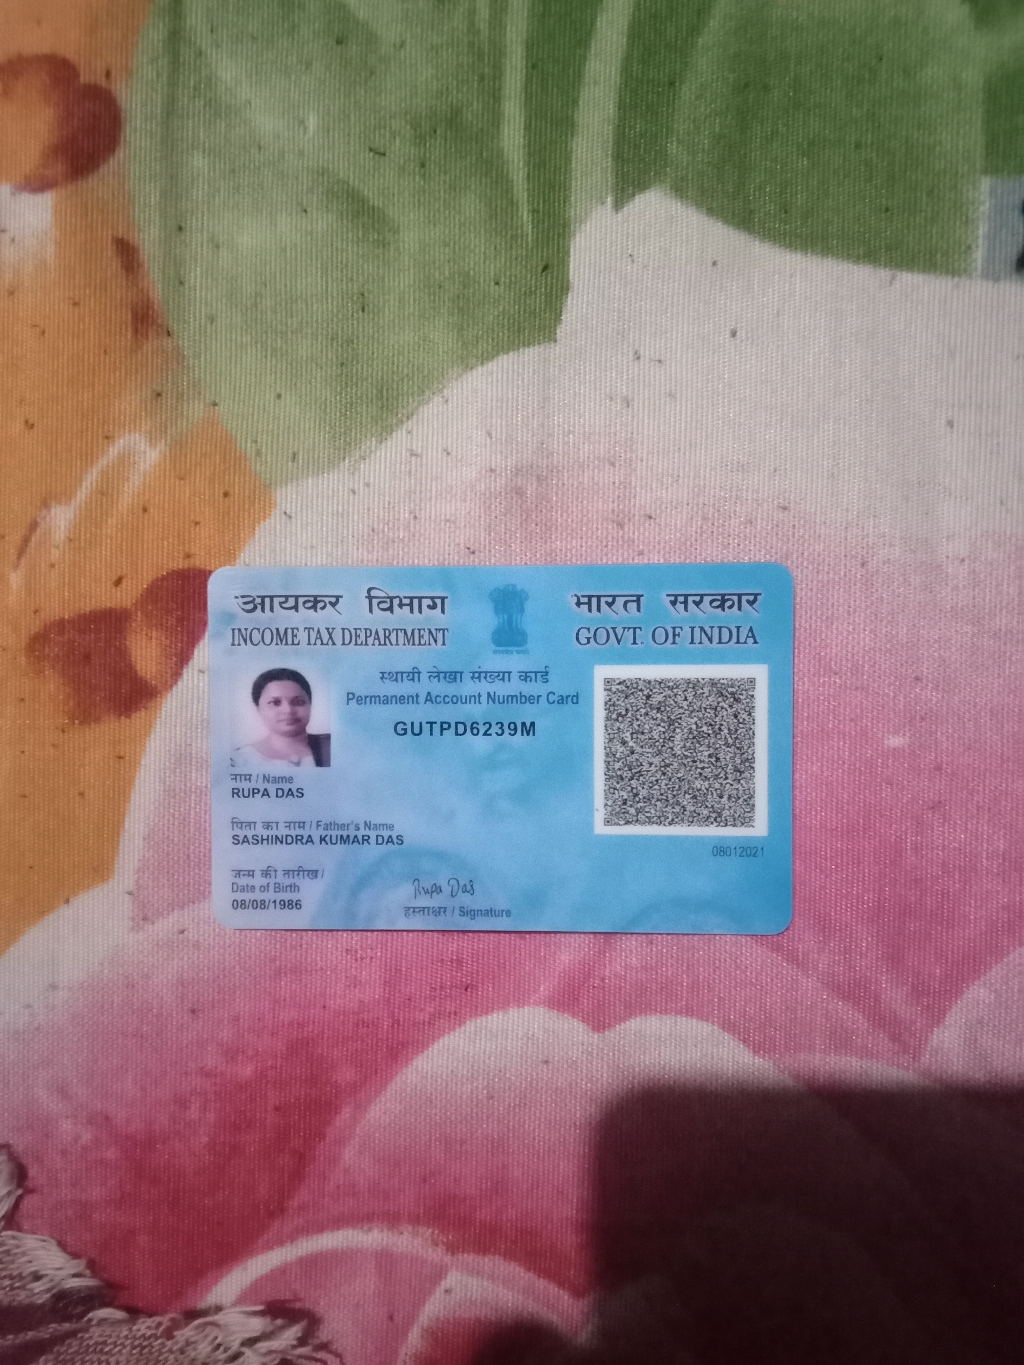 आयकर विभाग
INCOME TAX DEPARTMENT
भारत सरकार
GOVT. OF INDIA
स्थायी लेखा संख्या कार्ड
Permanent Account Number Card
GUTPD6239M
नाम / Name
RUPA DAS
पिता का नाम / Father's Name
SASHINDRA KUMAR DAS
जन्म की तारीख /
Date of Birth
08/08/1986
Rupa Das
हस्ताक्षर / Signature
08012021